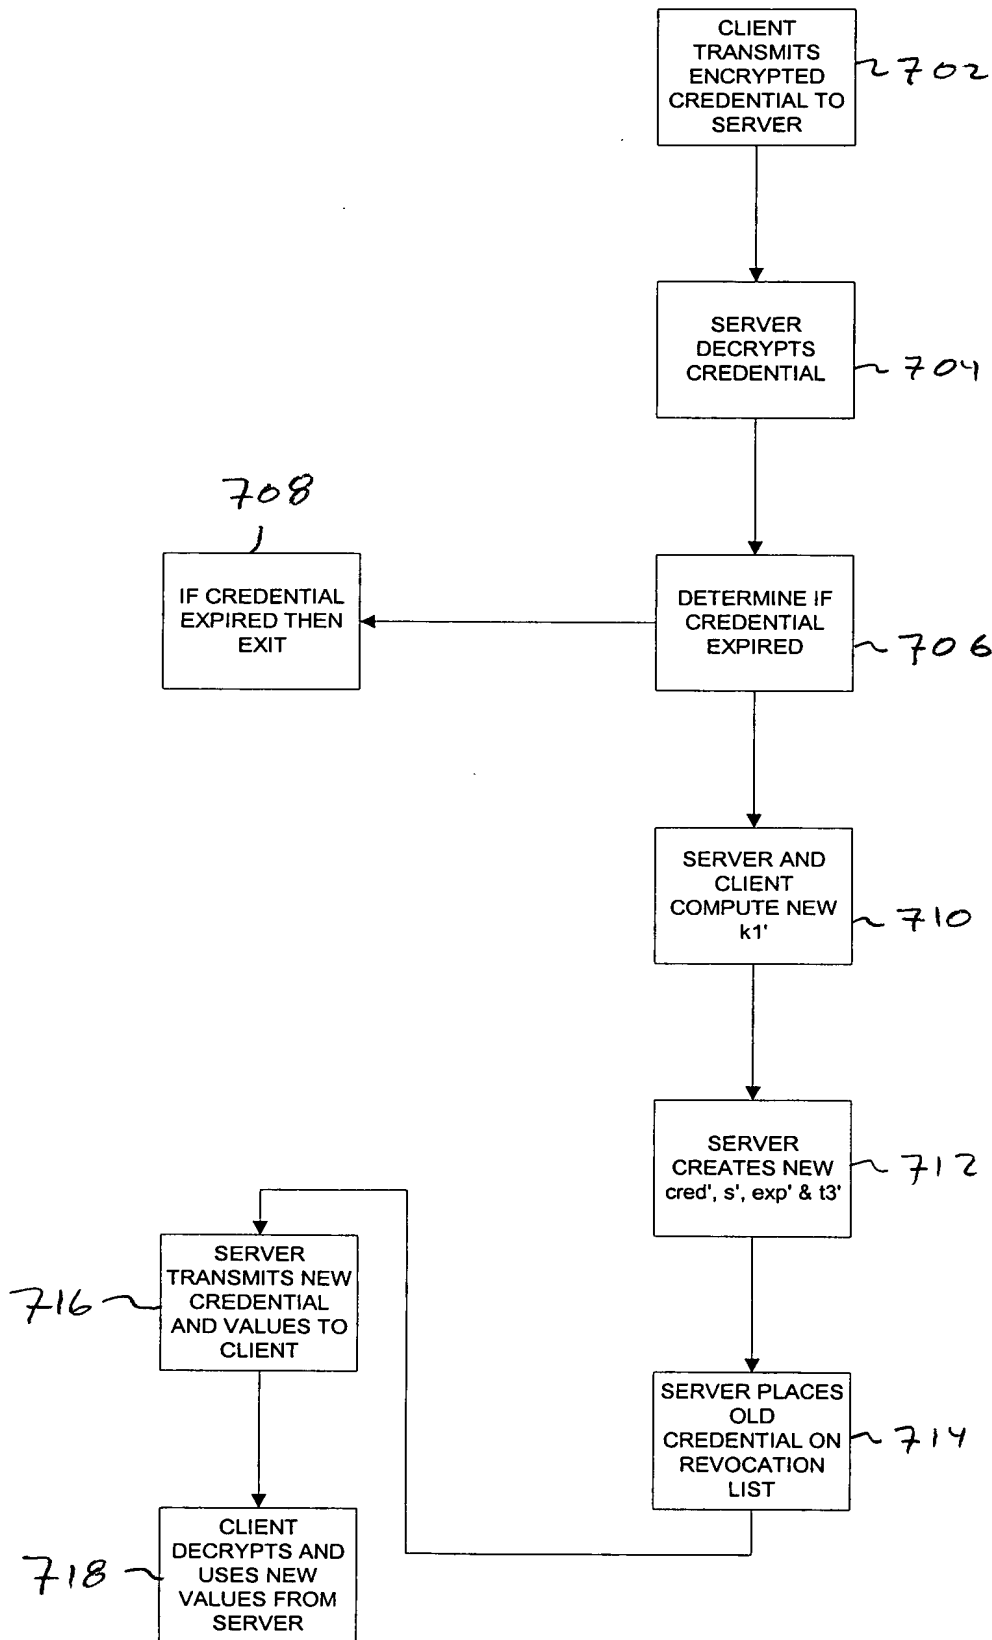 CLIENT
TRANSMITS
ENCRYPTED
CREDENTIAL TO
SERVER
702
SERVER
DECRYPTS
CREDENTIAL
704
708
IF CREDENTIAL
EXPIRED THEN
EXIT
DETERMINE IF
CREDENTIAL
EXPIRED
706
SERVER AND
CLIENT
COMPUTE NEW
k1'
710
SERVER
CREATES NEW
cred', s', exp' & t3'
712
SERVER PLACES
OLD
CREDENTIAL ON
REVOCATION
LIST
714
SERVER
TRANSMITS NEW
CREDENTIAL
AND VALUES TO
CLIENT
716
CLIENT
DECRYPTS AND
USES NEW
VALUES FROM
SERVER
718